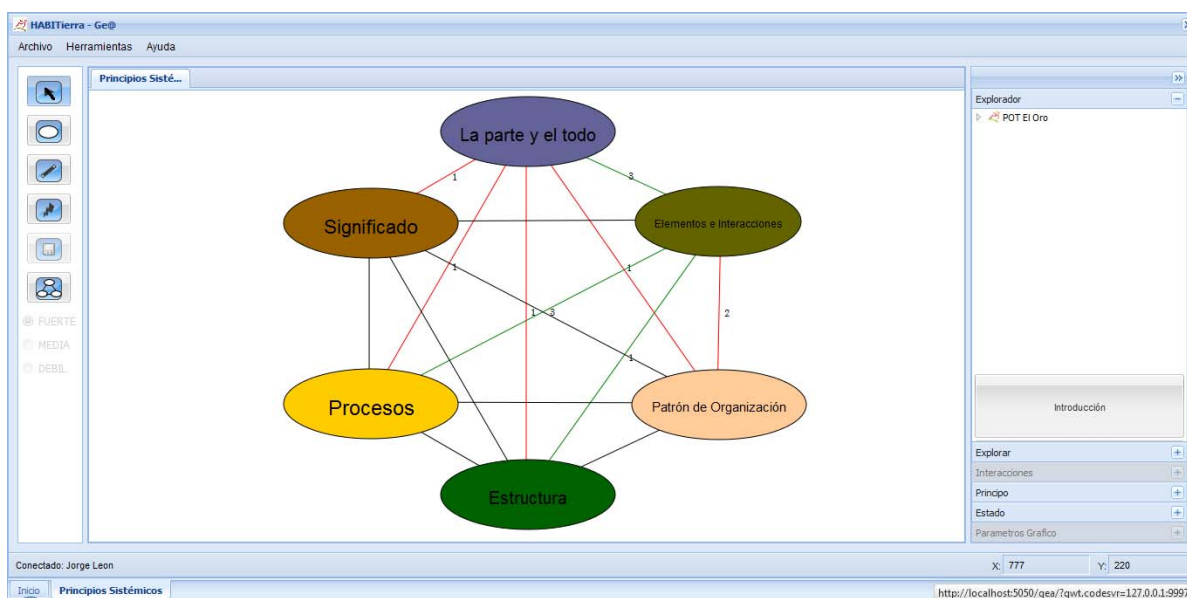 HABITierra - Ge@
Archivo Herramientas Ayuda
Principios Sisté...
La parte y el todo
1
3
Significado
Elementos e Interacciones
1
1
1
3
2
1
Procesos
Patrón de Organización
Estructura
FUERTE
MEDIA
DEBIL.
Explorador
POT El Oro
Introducción
Explorar
Interacciones
Principo
Estado
Parametros Grafico
Conectado: Jorge Leon
X: 777 Y: 220
Inicio Principios Sistémicos
http://localhost:5050/gea/?gwt.codesvr=127.0.0.1:9997